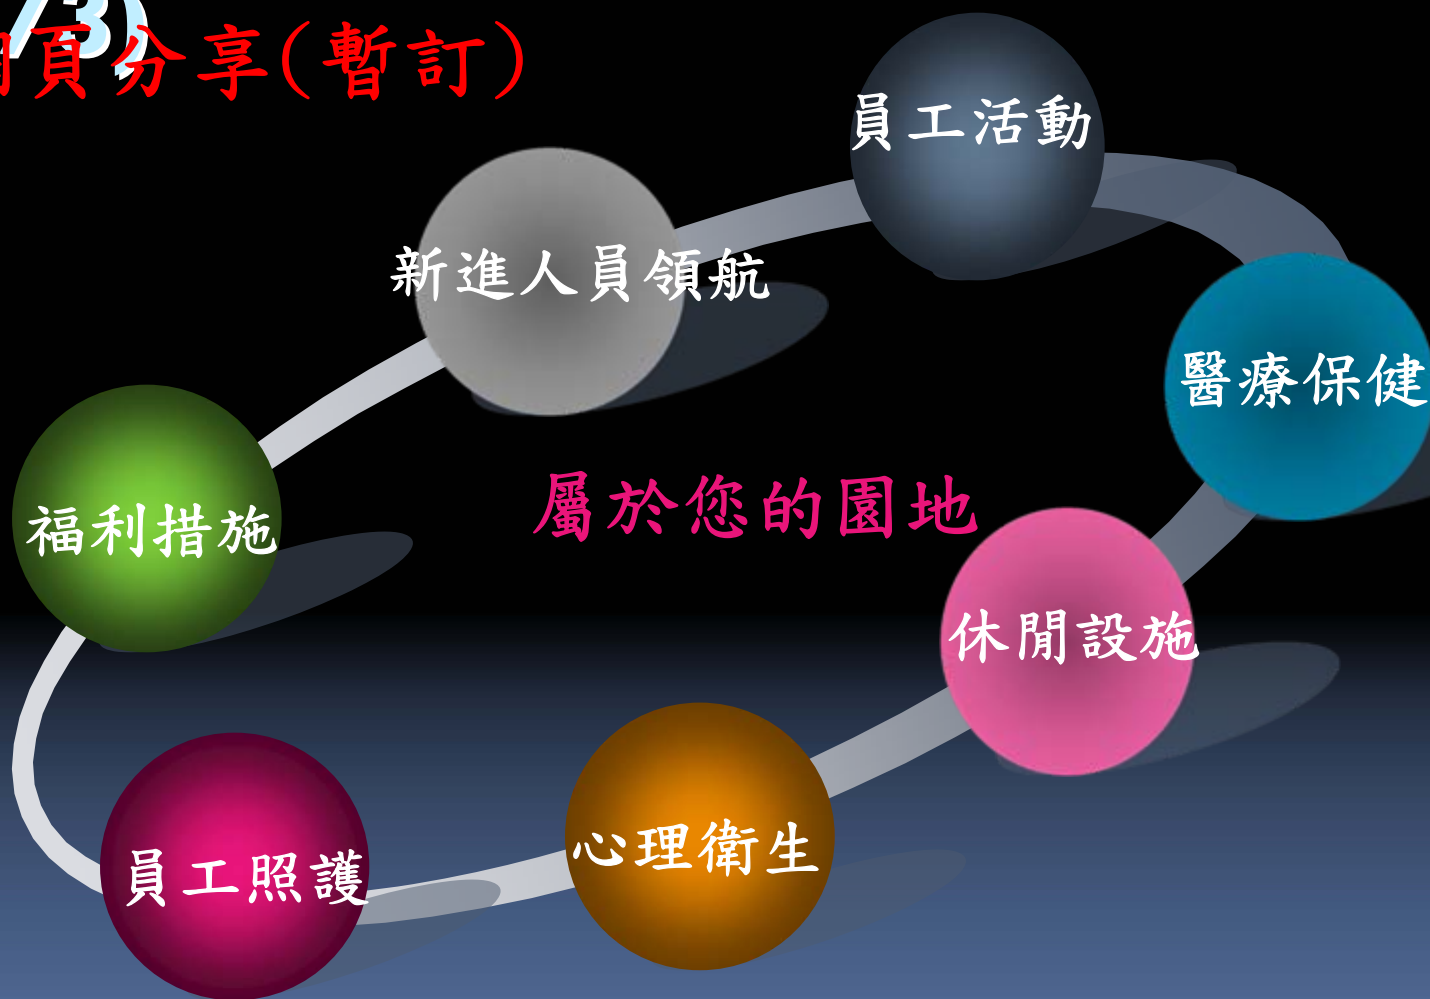 /3)
頁分享(暫訂)
員工活動
新進人員領航
醫療保健
福利措施
屬於您的園地
休閒設施
心理衛生
員工照護